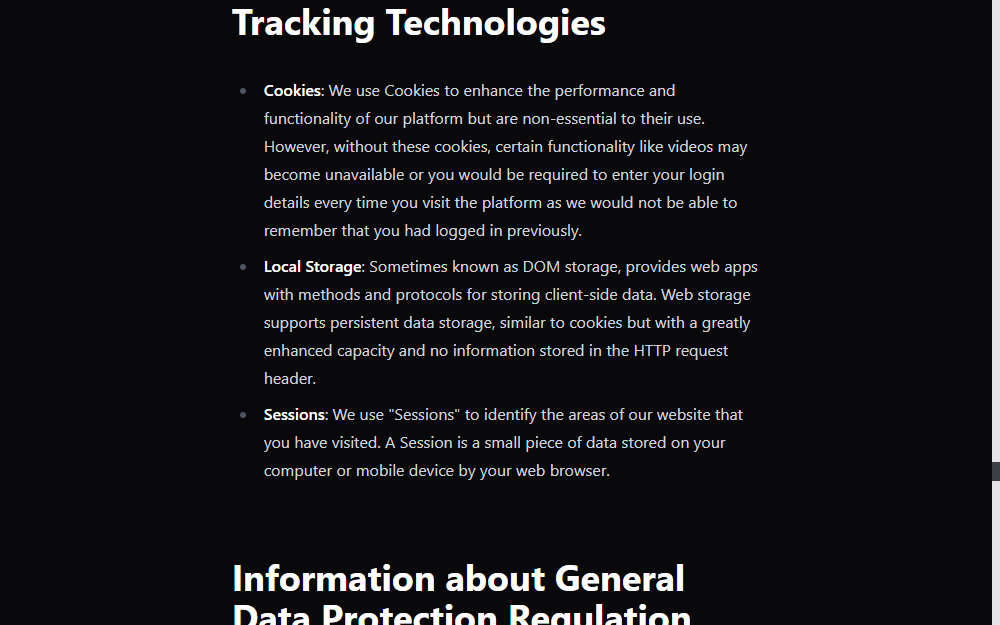 Tracking Technologies
Cookies: We use Cookies to enhance the performance and
functionality of our platform but are non-essential to their use.
However, without these cookies, certain functionality like videos may
become unavailable or you would be required to enter your login
details every time you visit the platform as we would not be able to
remember that you had logged in previously.
Local Storage: Sometimes known as DOM storage, provides web apps
with methods and protocols for storing client-side data. Web storage
supports persistent data storage, similar to cookies but with a greatly
enhanced capacity and no information stored in the HTTP request
header.
Sessions: We use "Sessions" to identify the areas of our website that
you have visited. A Session is a small piece of data stored on your
computer or mobile device by your web browser.
Information about General
Data Protection Regulation